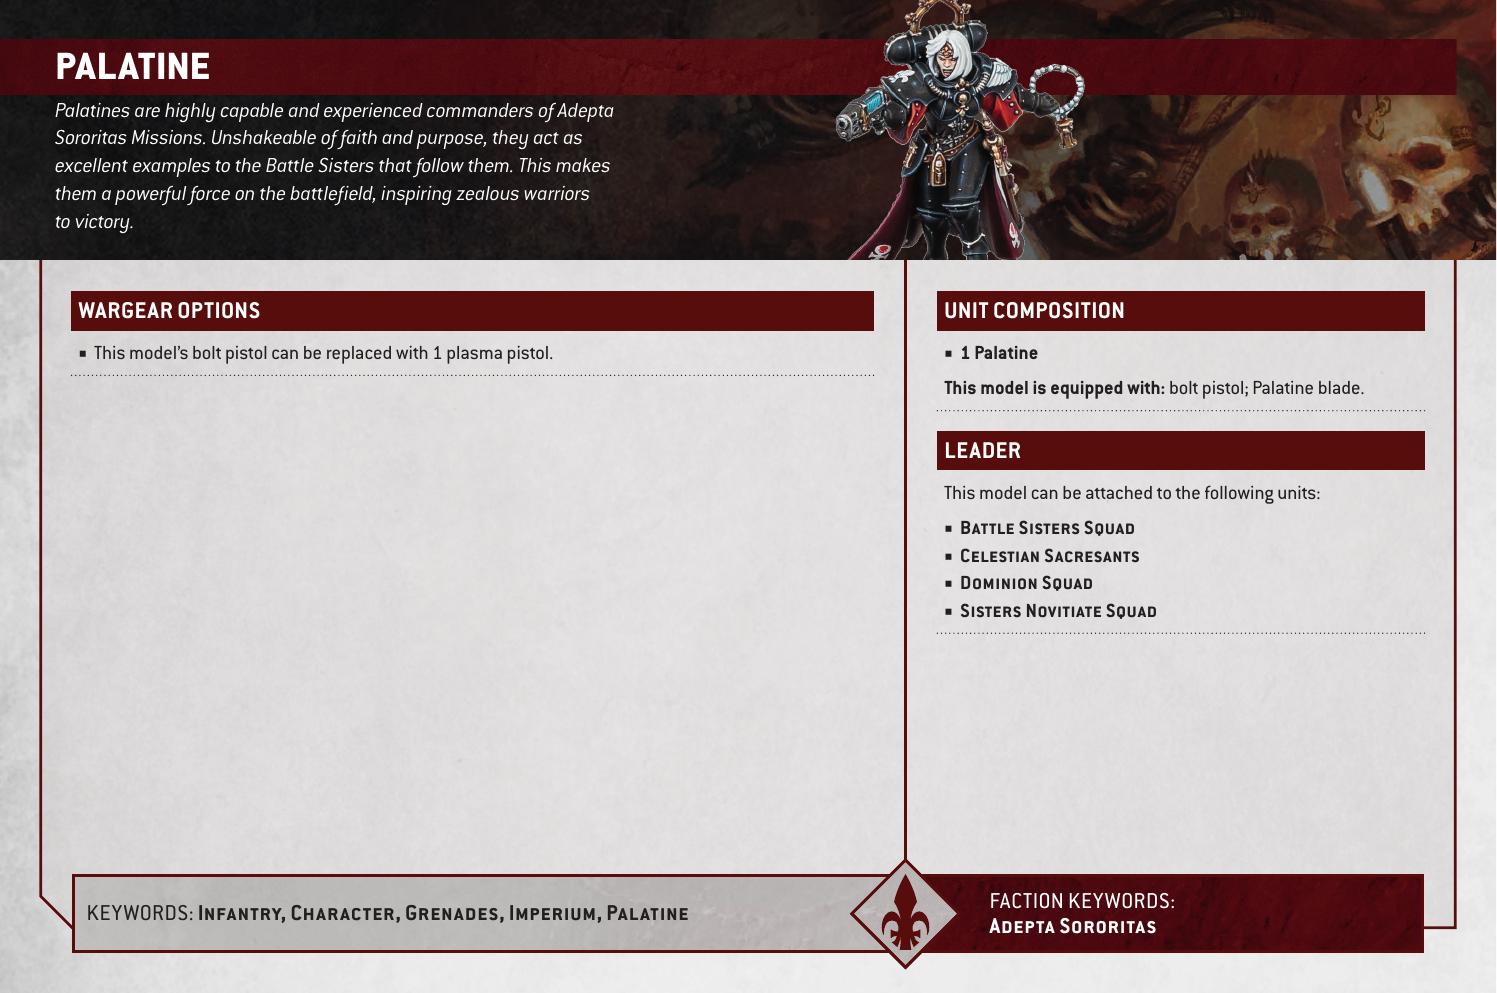 PALATINE
Palatines are highly capable and experienced commanders of Adepta
Sororitas Missions. Unshakeable of faith and purpose, they act as
excellent examples to the Battle Sisters that follow them. This makes
them a powerful force on the battlefield, inspiring zealous warriors
to victory.
WARGEAR OPTIONS
▪ This model’s bolt pistol can be replaced with 1 plasma pistol.
UNIT COMPOSITION
▪ 1 Palatine
This model is equipped with: bolt pistol; Palatine blade.
LEADER
This model can be attached to the following units:
▪ Battle Sisters Squad
▪ Celestian Sacresants
▪ Dominion Squad
▪ Sisters Novitiate Squad
KEYWORDS: Infantry, Character, Grenades, Imperium, Palatine
FACTION KEYWORDS:
Adepta Sororitas